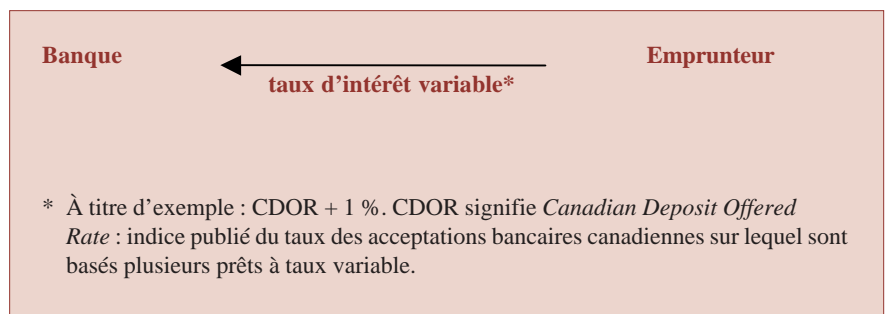 Banque Emprunteur
taux d’intérêt variable*
* À titre d’exemple : CDOR + 1 %. CDOR signifie Canadian Deposit Offered
Rate : indice publié du taux des acceptations bancaires canadiennes sur lequel sont
basés plusieurs prêts à taux variable.